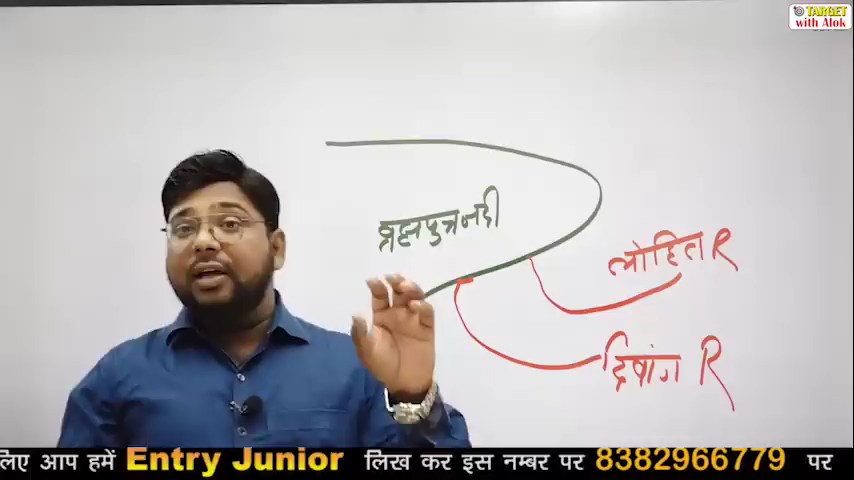 TARGET
with Alok
ब्रह्मपुत्र नदी
लोहित R
दिबांग R
लिए आप हमें Entry Junior लिख कर इस नम्बर पर 8382966779 पर